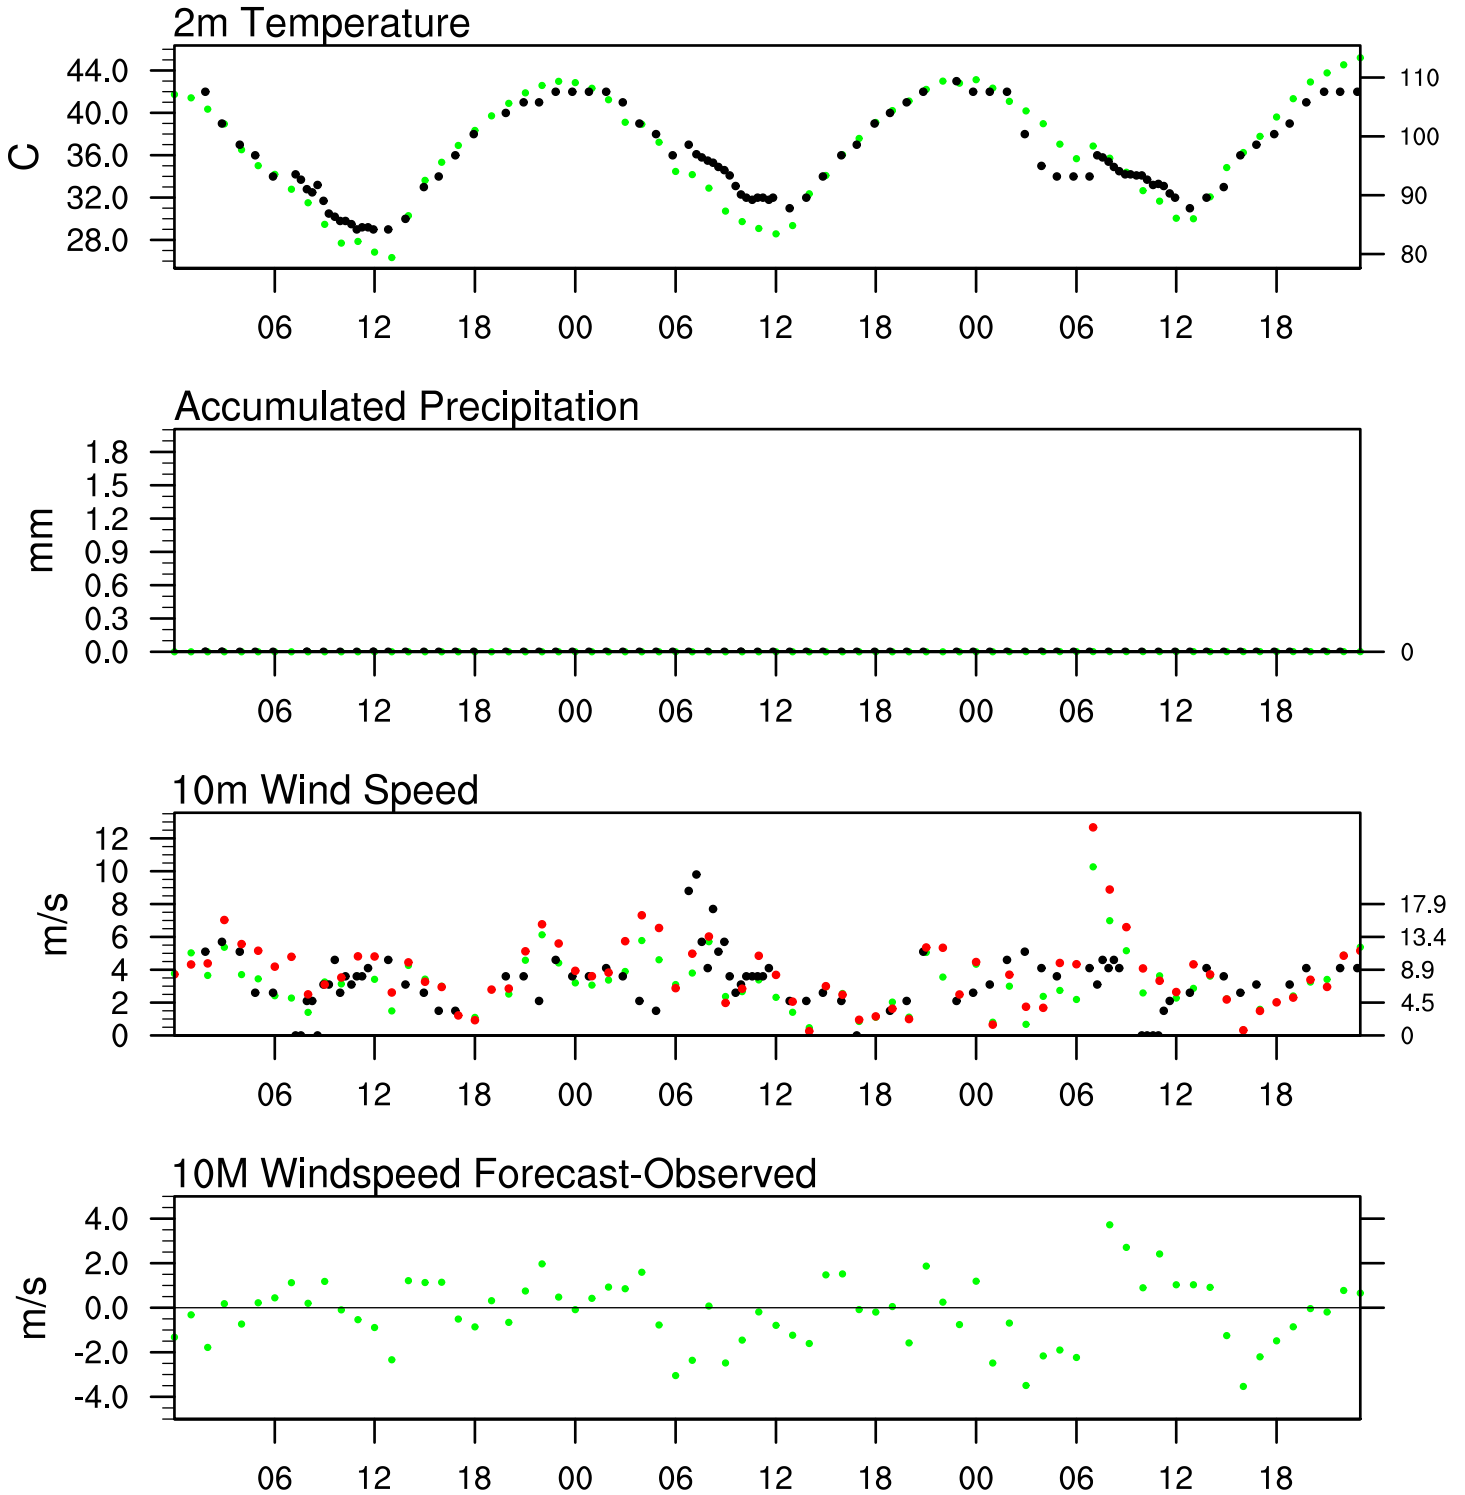 2m Temperature
44.0
40.0
36.0
32.0
28.0
C
110
100
90
80
06 12 18 00 06 12 18 00 06 12 18
Accumulated Precipitation
1.8
1.5
1.2
0.9
0.6
0.3
0.0
mm
0
06 12 18 00 06 12 18 00 06 12 18
10m Wind Speed
12
10
8
6
4
2
0
m/s
17.9
13.4
8.9
4.5
0
06 12 18 00 06 12 18 00 06 12 18
10M Windspeed Forecast-Observed
4.0
2.0
0.0
-2.0
-4.0
m/s
06 12 18 00 06 12 18 00 06 12 18